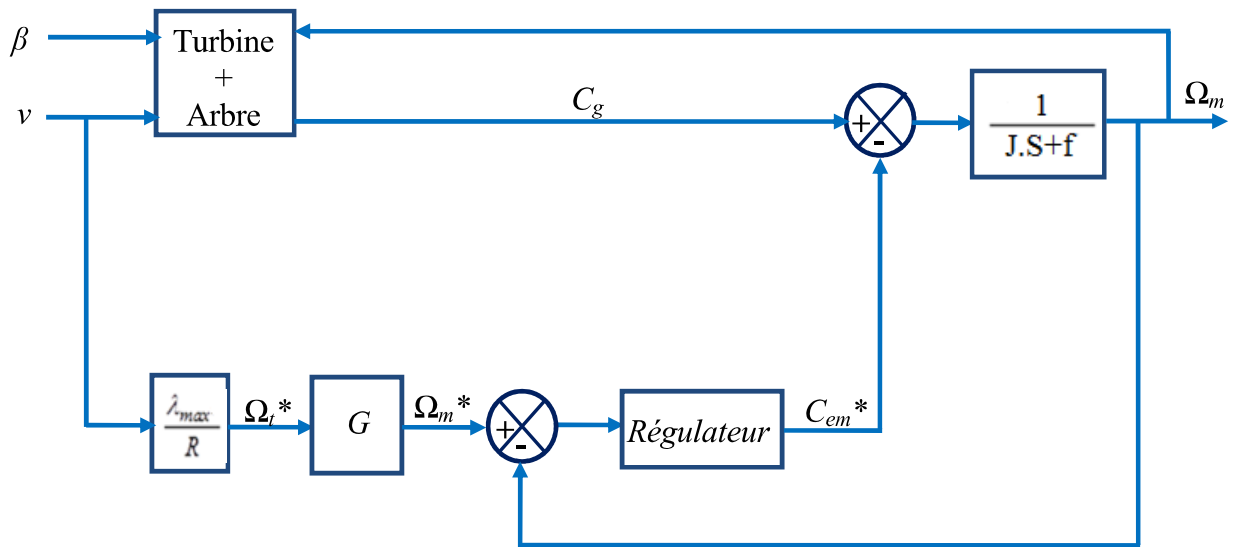 β
v
Turbine
+
Arbre
C_g
+
-
1
J.S+f
Ω_m
λ_max
R
Ω_t*
G
Ω_m*
+
-
Régulateur
C_em*